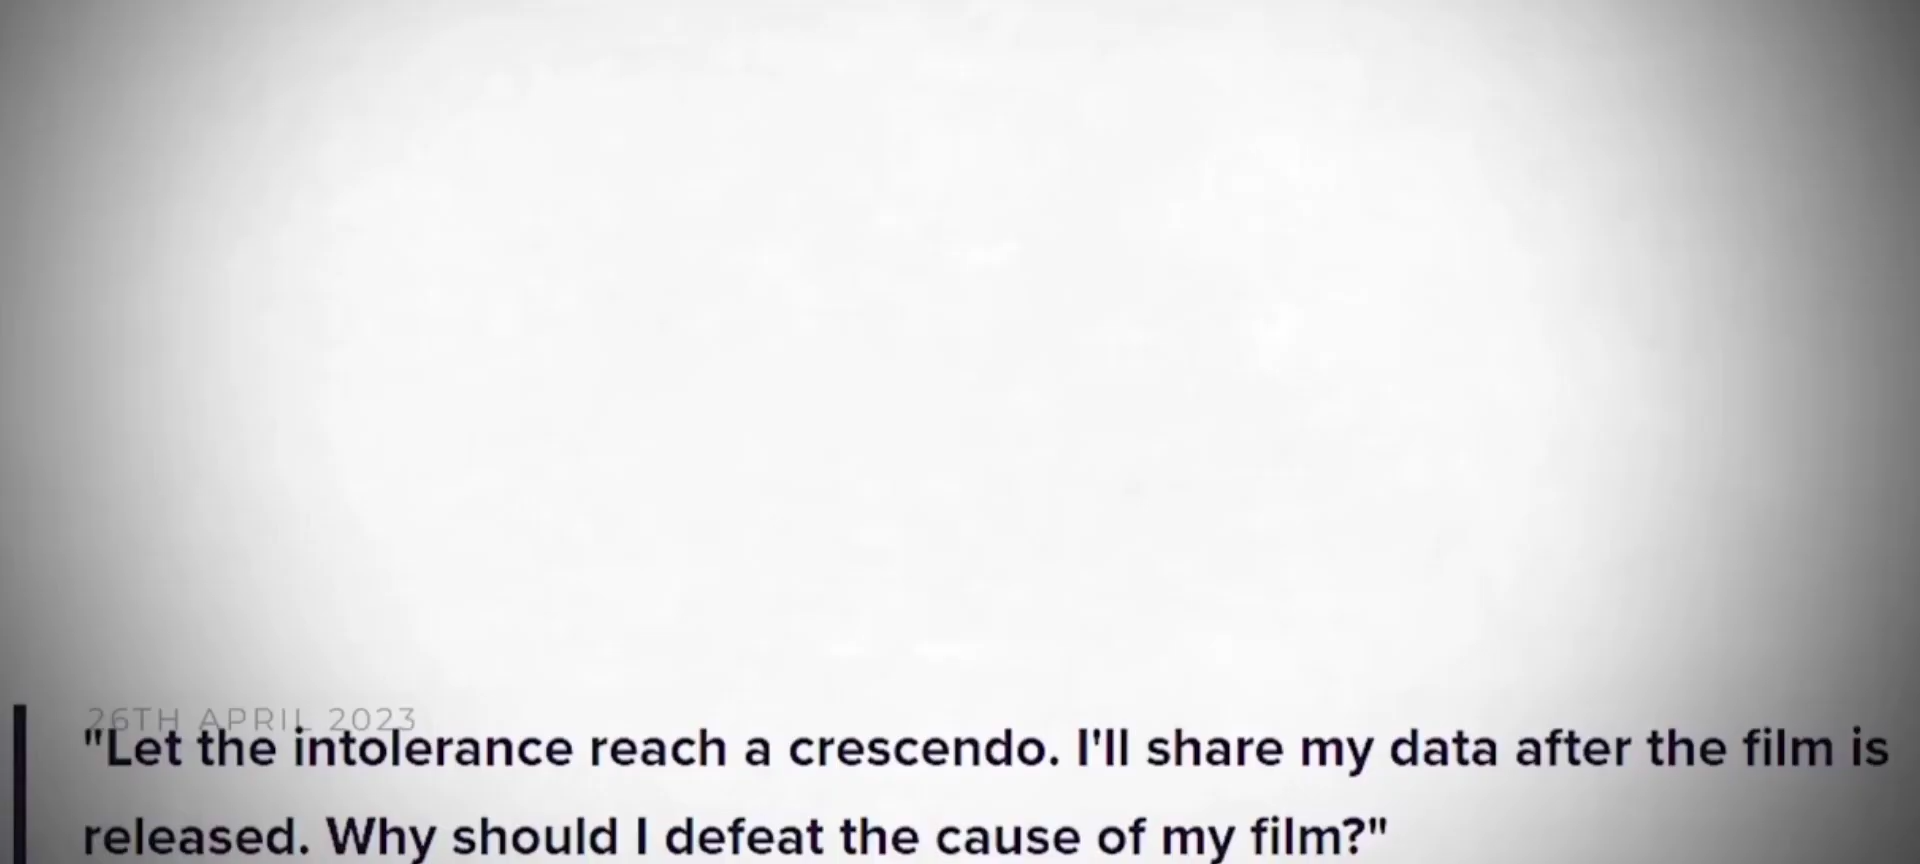 26TH APRIL 2023
"Let the intolerance reach a crescendo. I'll share my data after the film is
released. Why should I defeat the cause of my film?"